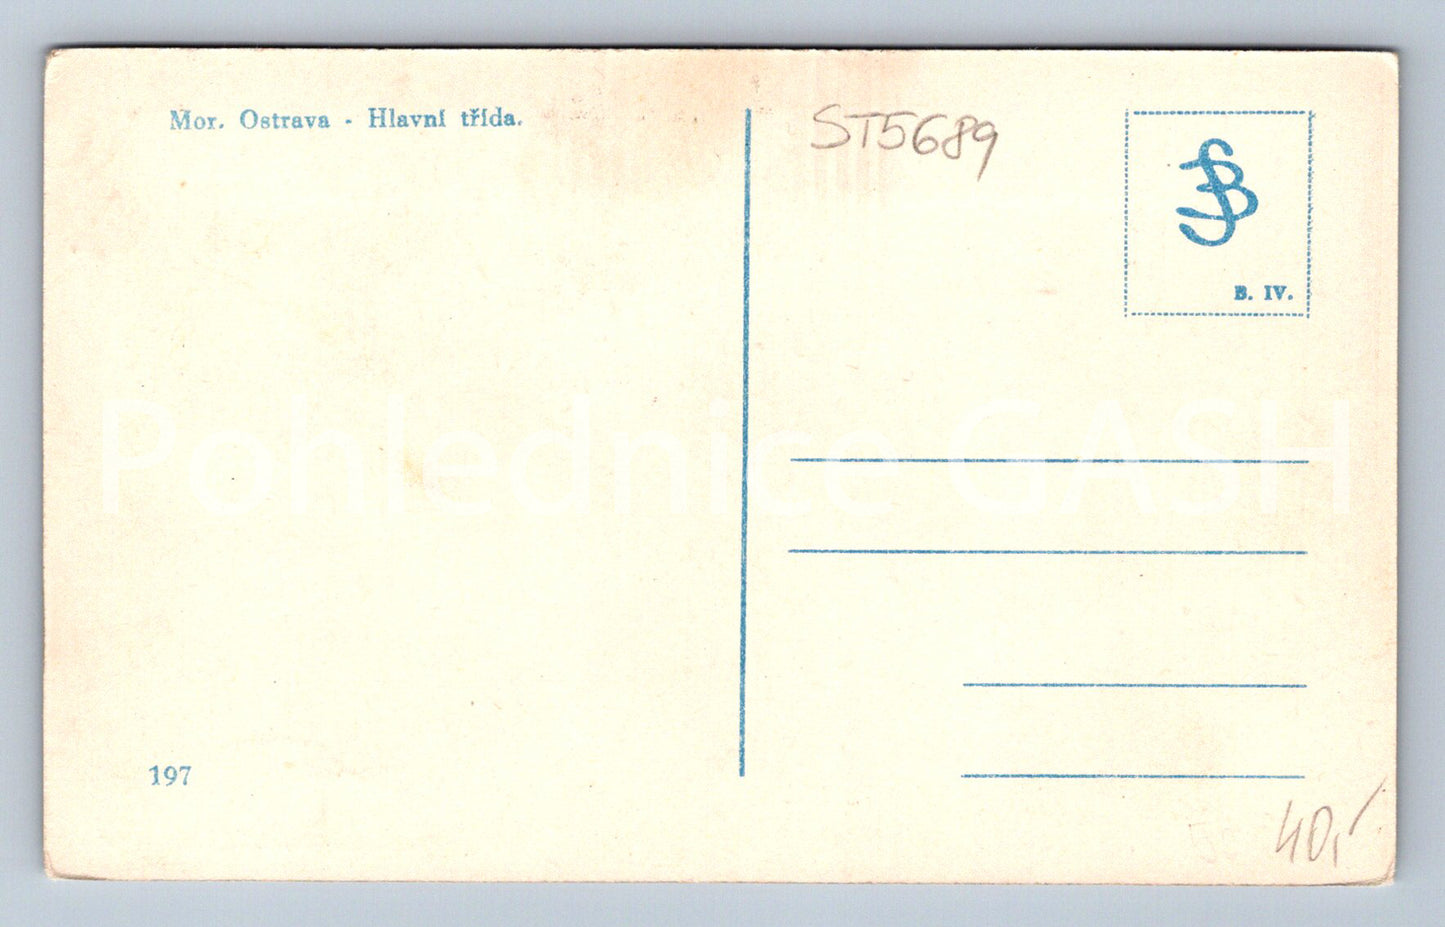 Mor. Ostrava - Hlavní třída.
ST5689
B. IV.
Pohlednice GASH
197
40,-